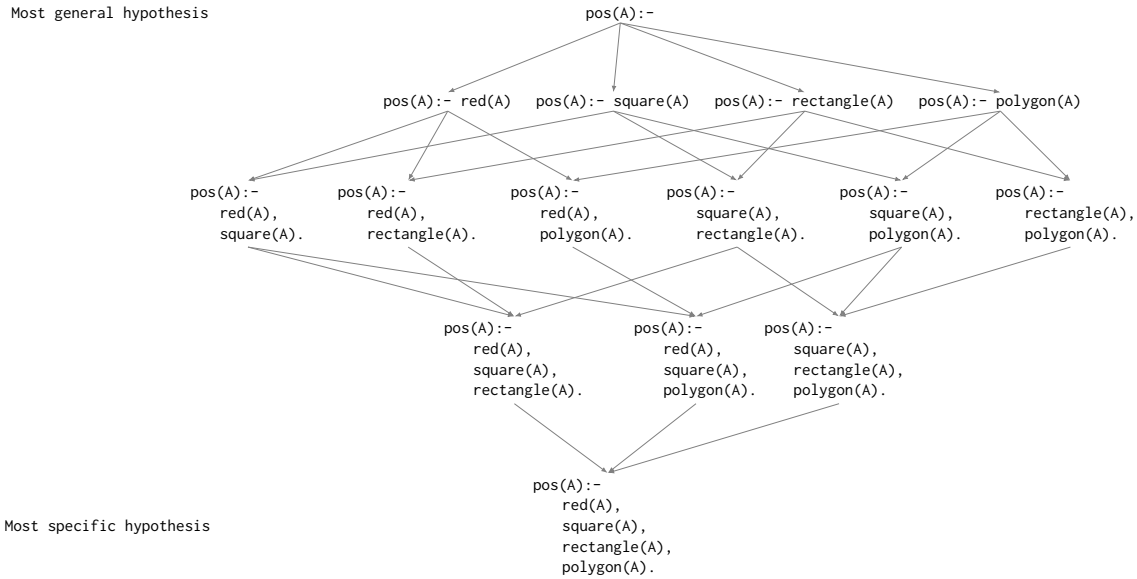 Most general hypothesis
pos(A):-
pos(A):- red(A)
pos(A):- square(A)
pos(A):- rectangle(A)
pos(A):- polygon(A)
pos(A):-
red(A),
square(A).
pos(A):-
red(A),
rectangle(A).
pos(A):-
red(A),
polygon(A).
pos(A):-
square(A),
rectangle(A).
pos(A):-
square(A),
polygon(A).
pos(A):-
rectangle(A),
polygon(A).
pos(A):-
red(A),
square(A),
rectangle(A).
pos(A):-
red(A),
square(A),
polygon(A).
pos(A):-
square(A),
rectangle(A),
polygon(A).
Most specific hypothesis
pos(A):-
red(A),
square(A),
rectangle(A),
polygon(A).